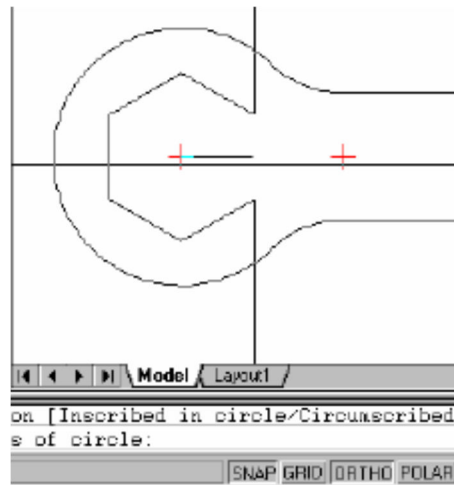 Model Layout1
on [Inscribed in circle/Circumscribed
s of circle:
SNAP GRID ORTHO POLAR